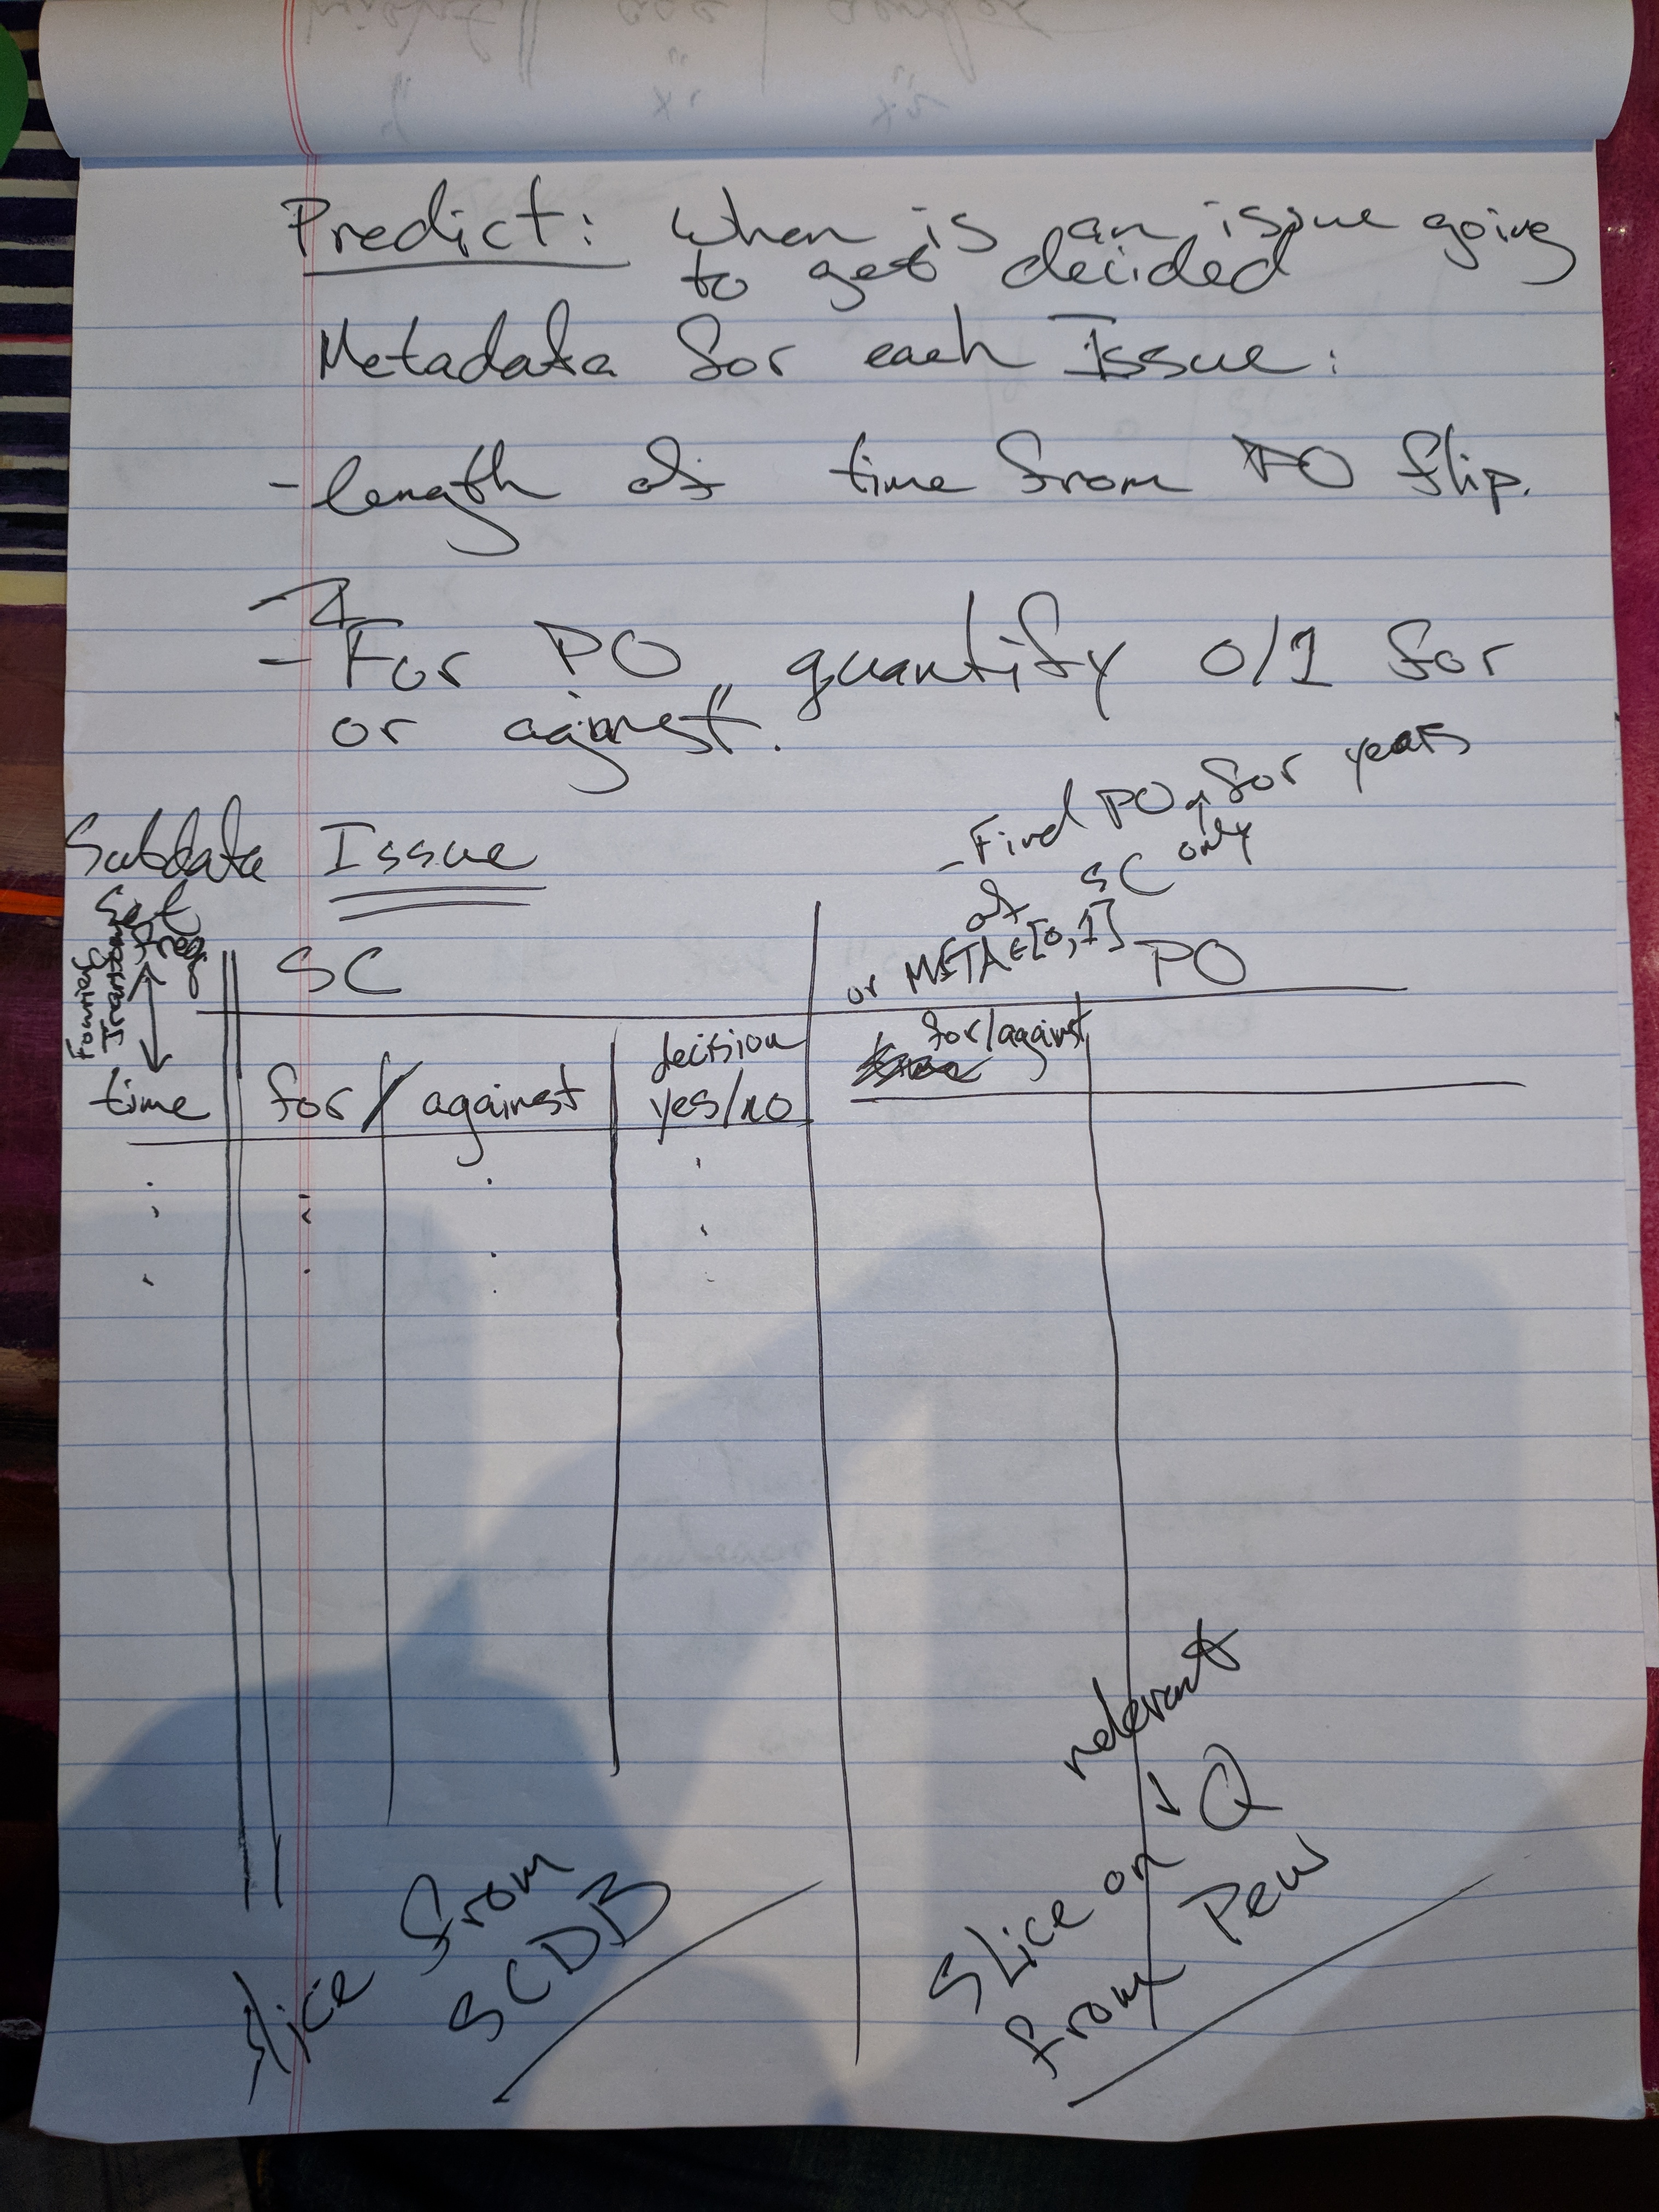 Predict: When is an issue going
to get decided
Metadata for each Issue:
- length of time from PO flip.
- For PO "quantify 0/1 for
or against".
- Find PO for years
of SC only
or META ∈ [0,1]
Subdata Issue
freq.
Fourier
time
SC
PO
for / against
decision
yes/no
for/against
slice from
SCDB
relevant
↓
Slice on Q
from Pew